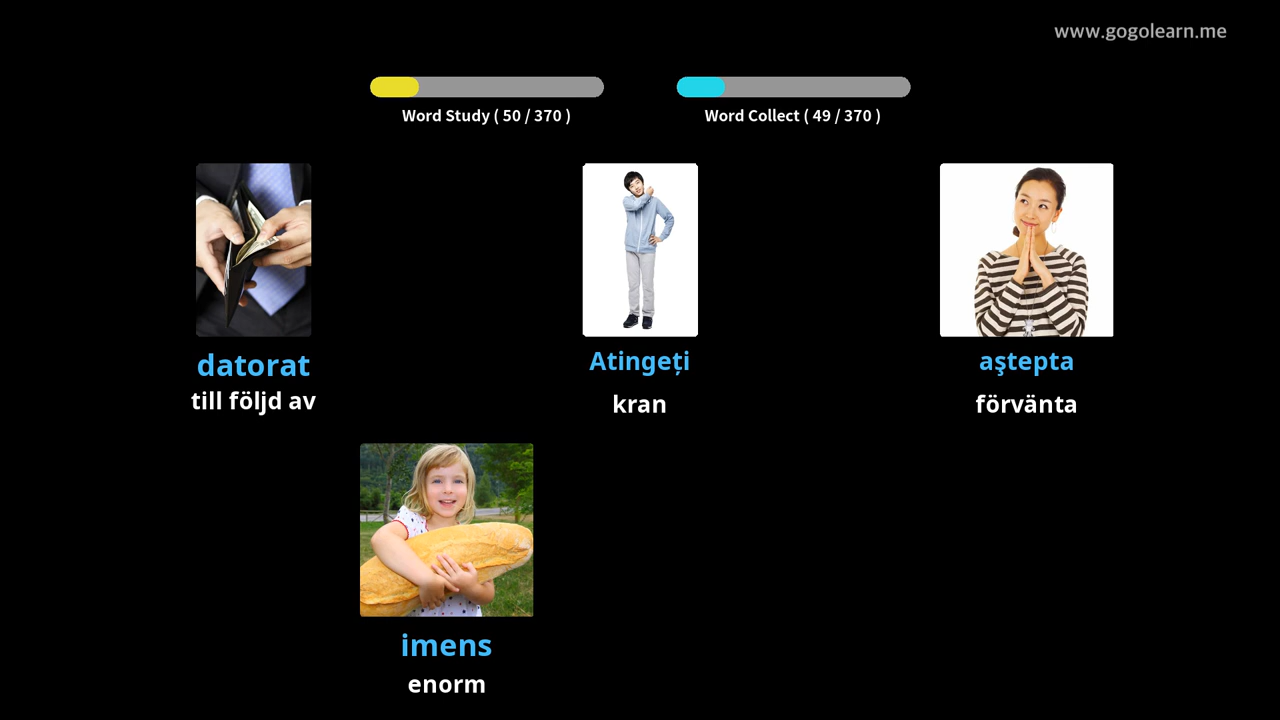 www.gogolearn.me
Word Study ( 50 / 370 )
Word Collect ( 49 / 370 )
datorat
till följd av
Atingeți
kran
aştepta
förvänta
imens
enorm